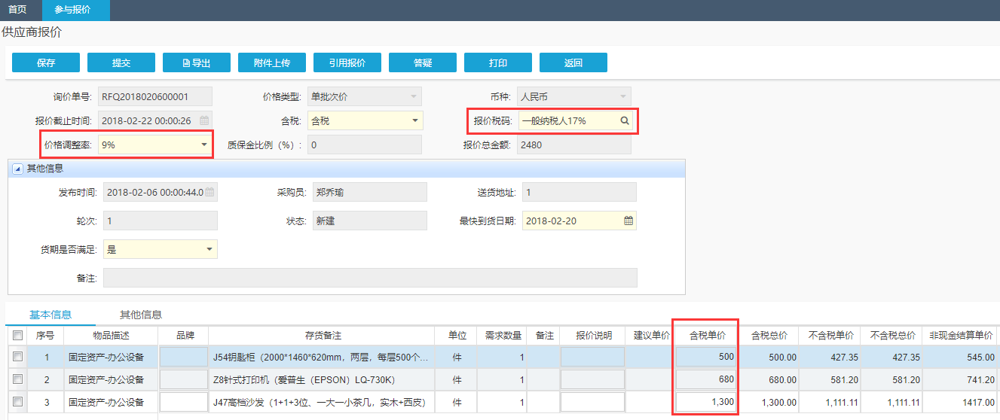 首页 参与报价
供应商报价
保存 提交 导出 附件上传 引用报价 答疑 打印 返回
询价单号: RFQ2018020600001 价格类型: 单批次价 币种: 人民币
报价截止时间: 2018-02-22 00:00:26 含税: 含税 报价税码: 一般纳税人17%
价格调整率: 9% 质保金比例（%）: 0 报价总金额: 2480
其他信息
发布时间: 2018-02-06 00:00:44.0 采购员: 郑乔瑜 送货地址: 1
轮次: 1 状态: 新建 最快到货日期: 2018-02-20
货期是否满足: 是
备注:
基本信息 其他信息
序号 物品描述 品牌 存货备注 单位 需求数量 备注 报价说明 建议单价 含税单价 含税总价 不含税单价 不含税总价 非现金结算单价
1 固定资产-办公设备 J54钥匙柜（2000*1460*620mm，两层，每层500个... 件 1 500 500.00 427.35 427.35 545.00
2 固定资产-办公设备 Z8针式打印机（爱普生（EPSON）LQ-730K） 件 1 680 680.00 581.20 581.20 741.20
3 固定资产-办公设备 J47高档沙发（1+1+3位、一大一小茶几，实木+西皮） 件 1 1,300 1,300.00 1,111.11 1,111.11 1417.00